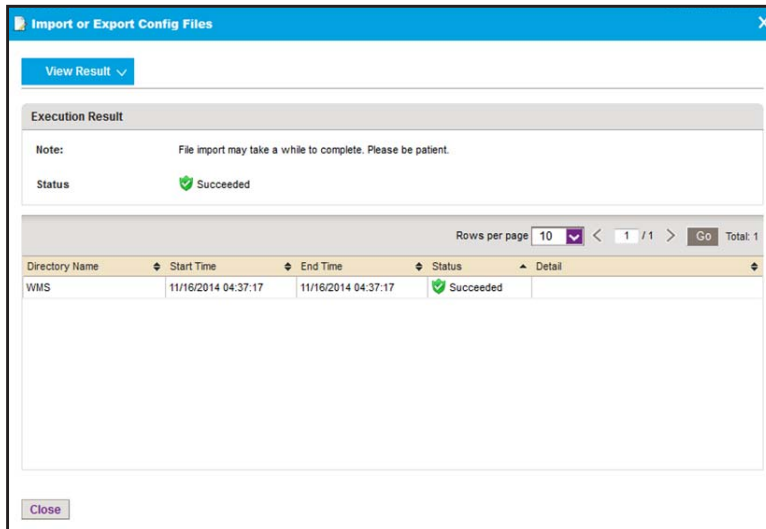 Import or Export Config Files X
View Result
Execution Result
Note: File import may take a while to complete. Please be patient.
Status Succeeded
Rows per page 10 < 1 / 1 > Go Total: 1
Directory Name Start Time End Time Status Detail
WMS 11/16/2014 04:37:17 11/16/2014 04:37:17 Succeeded
Close